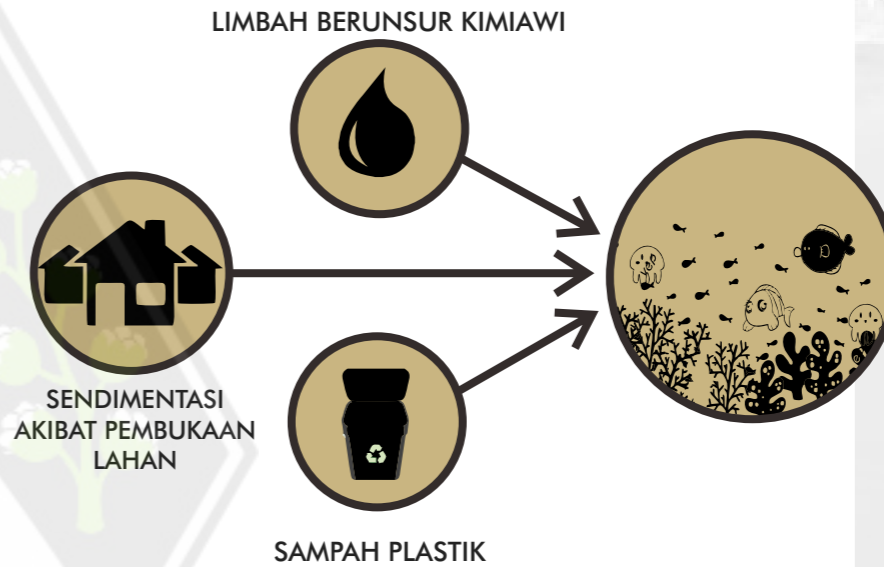 LIMBAH BERUNSUR KIMIAWI
SENDIMENTASI
AKIBAT PEMBUKAAN
LAHAN
SAMPAH PLASTIK